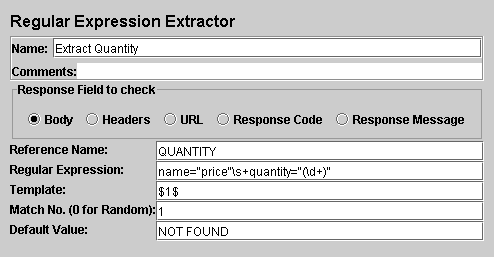 Regular Expression Extractor
Name: Extract Quantity
Comments:
Response Field to check
Body Headers URL Response Code Response Message
Reference Name: QUANTITY
Regular Expression: name="price"\s+quantity="(\d+)"
Template: $1$
Match No. (0 for Random): 1
Default Value: NOT FOUND